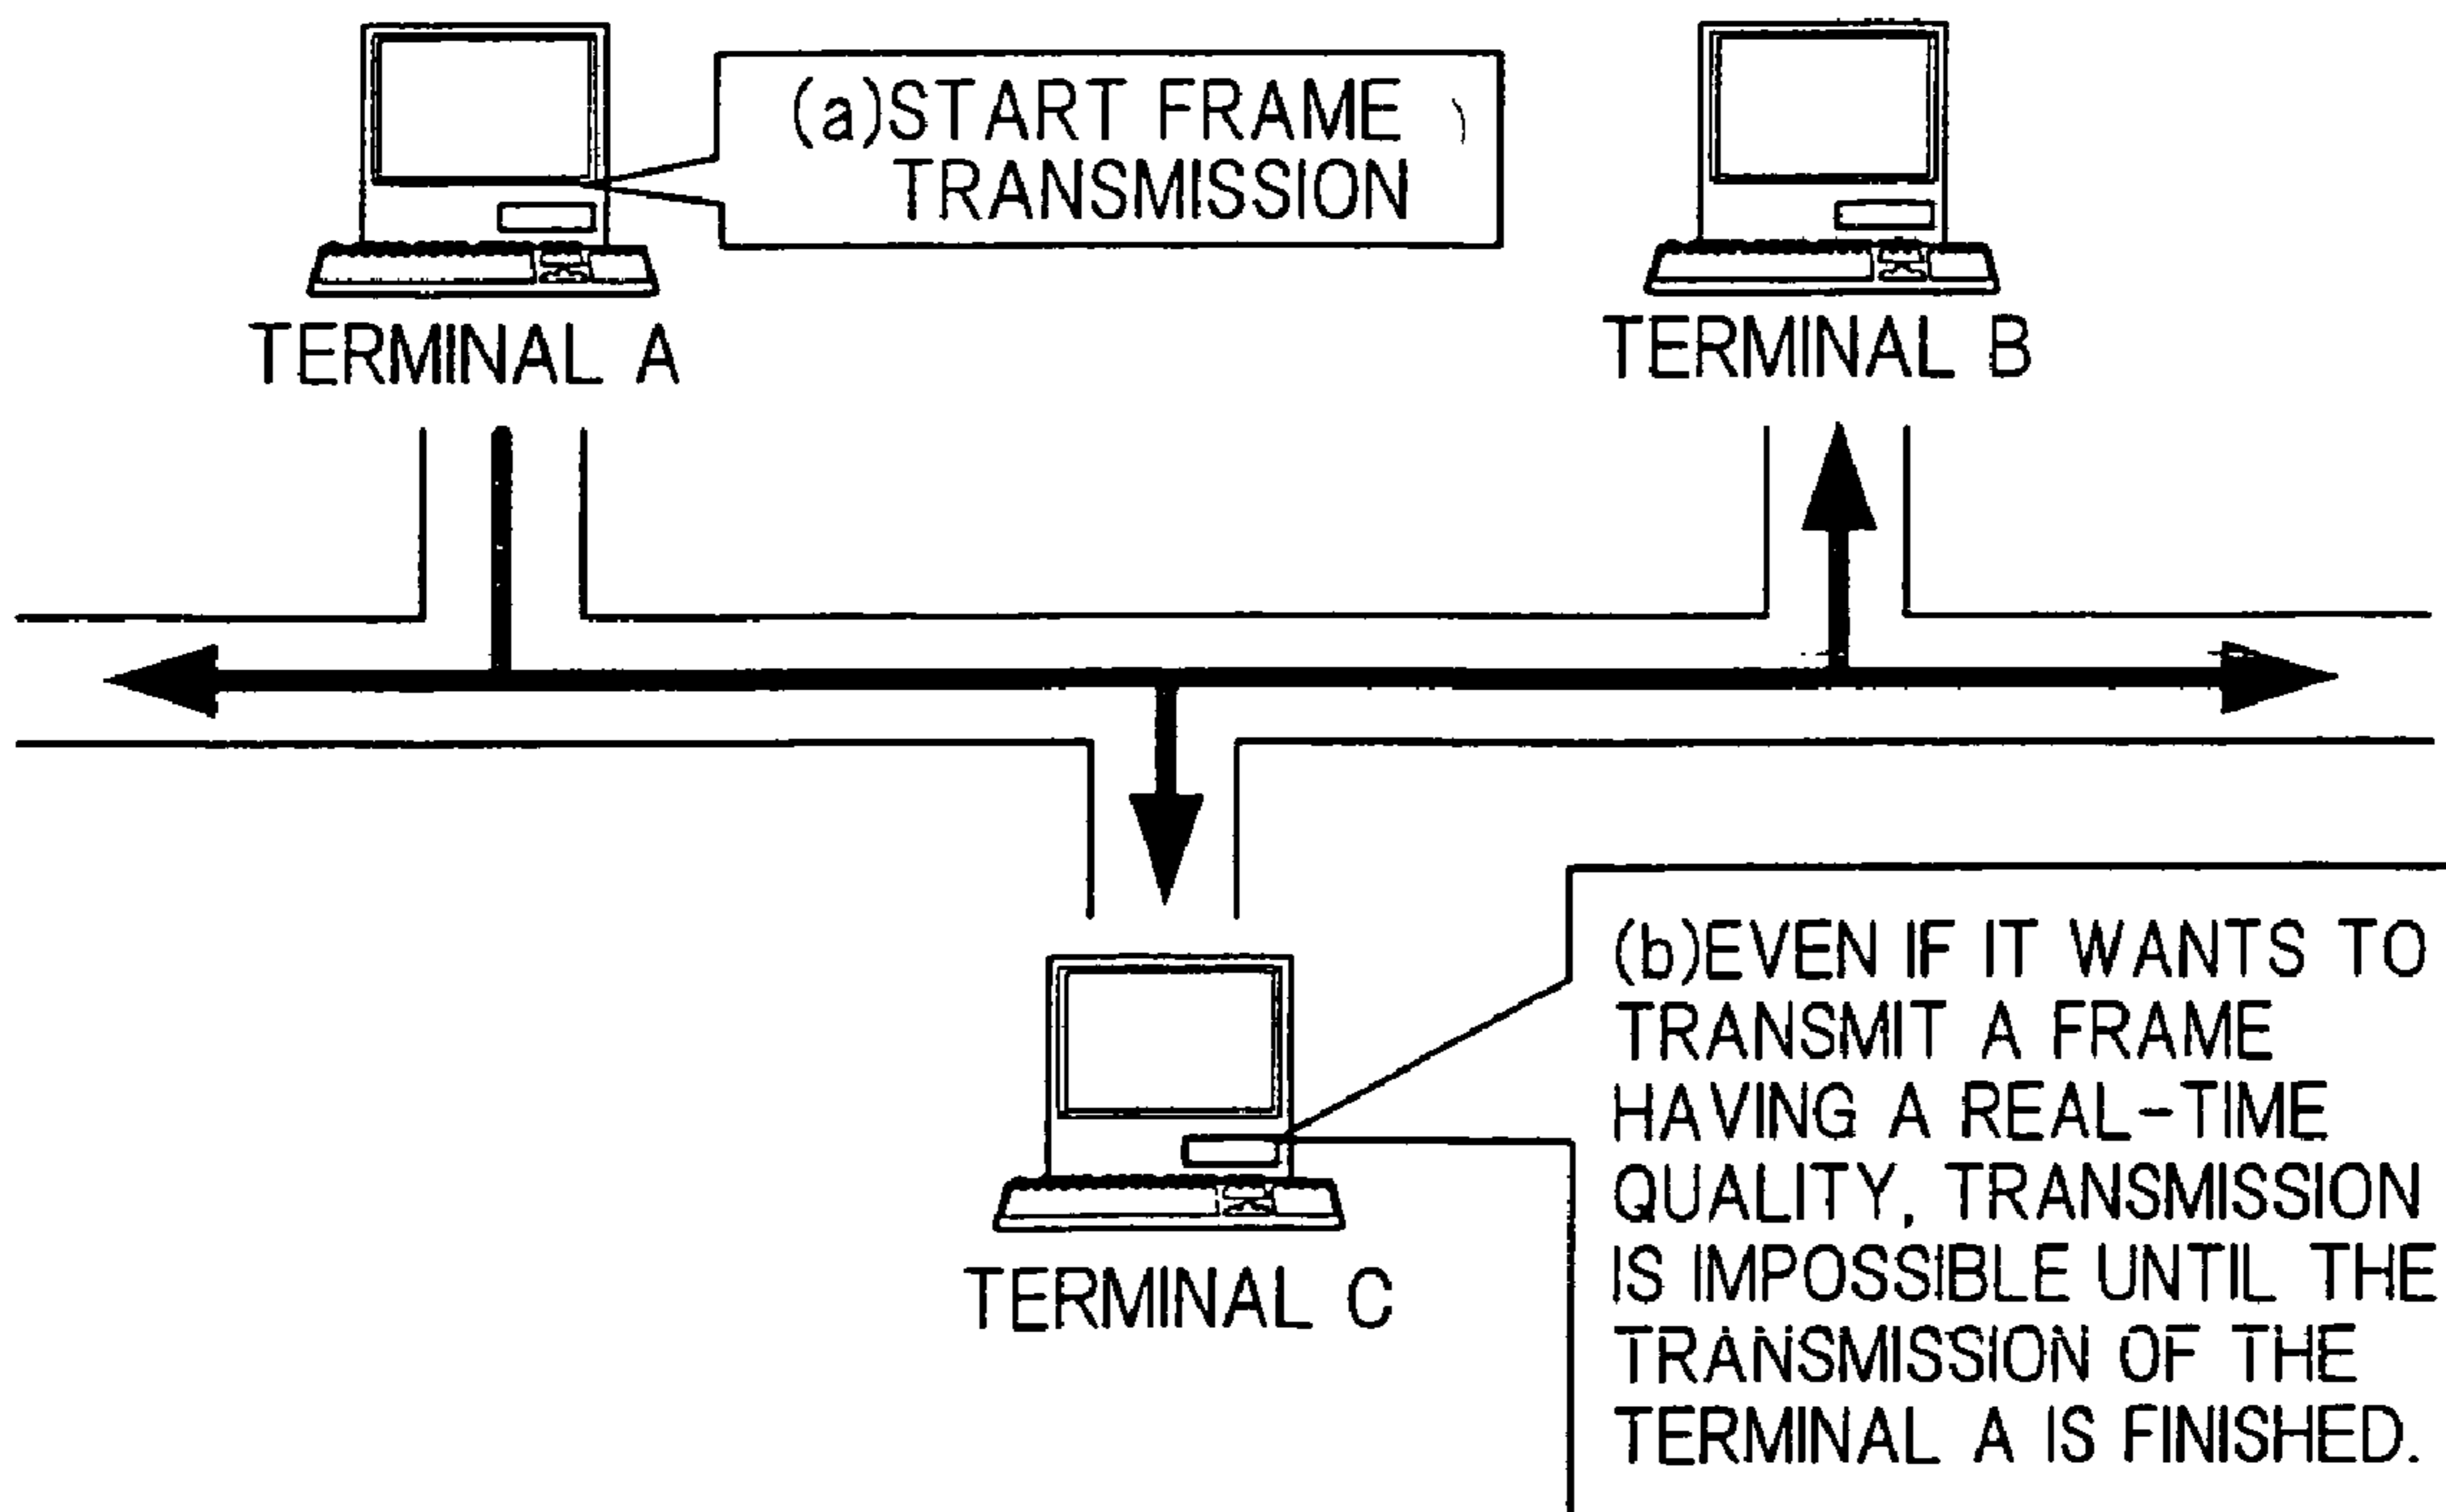 (a)START FRAME
TRANSMISSION
TERMINAL A
TERMINAL B
(b)EVEN IF IT WANTS TO
TRANSMIT A FRAME
HAVING A REAL-TIME
QUALITY, TRANSMISSION
IS IMPOSSIBLE UNTIL THE
TRANSMISSION OF THE
TERMINAL A IS FINISHED.
TERMINAL C